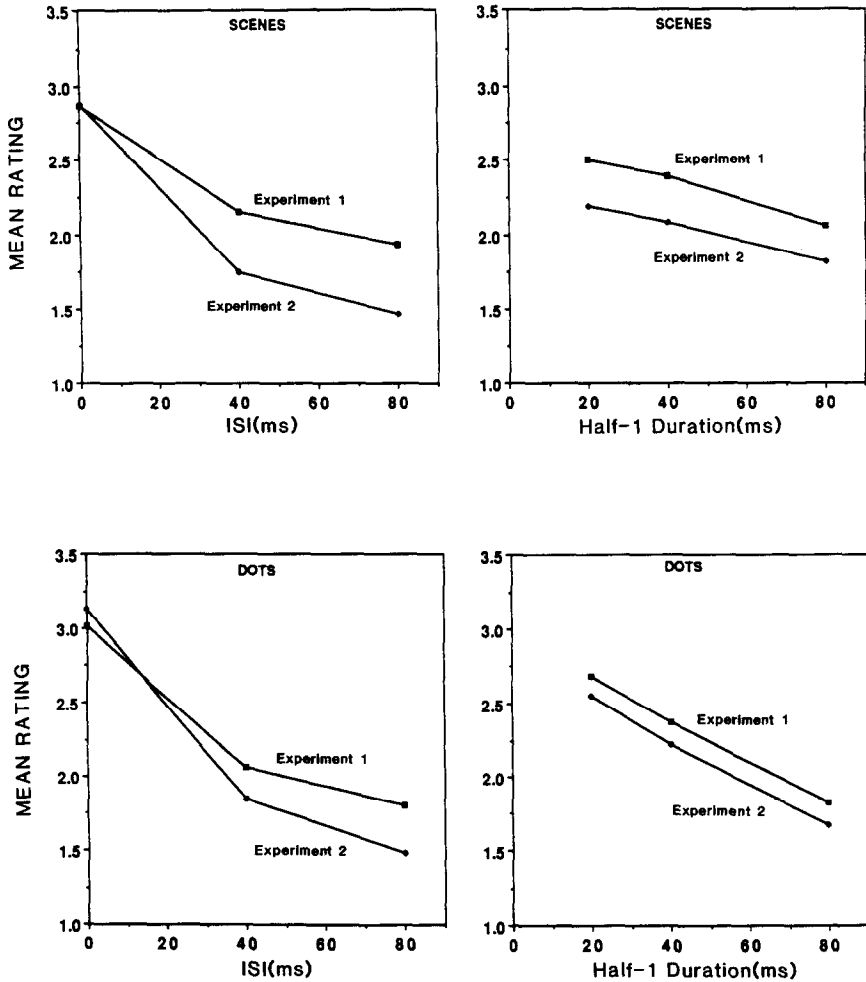 SCENES
3.5
3.0
2.5
2.0
1.5
1.0
MEAN RATING
Experiment 1
Experiment 2
0 20 40 60 80
ISI(ms)
SCENES
3.5
3.0
2.5
2.0
1.5
1.0
Experiment 1
Experiment 2
0 20 40 60 80
Half-1 Duration(ms)
DOTS
3.5
3.0
2.5
2.0
1.5
1.0
MEAN RATING
Experiment 1
Experiment 2
0 20 40 60 80
ISI(ms)
DOTS
3.5
3.0
2.5
2.0
1.5
1.0
Experiment 1
Experiment 2
0 20 40 60 80
Half-1 Duration(ms)